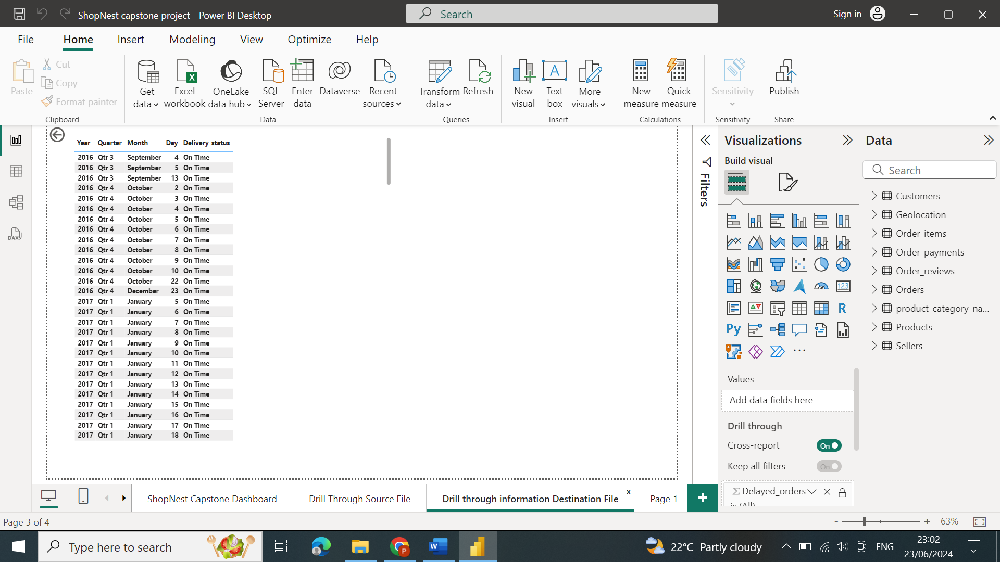 ShopNest capstone project - Power BI Desktop
Search
Sign in
File Home Insert Modeling View Optimize Help
Paste
Cut
Copy
Format painter
Clipboard
Get data
Excel workbook
OneLake data hub
SQL Server
Enter data
Dataverse
Recent sources
Data
Transform data
Refresh
Queries
New visual
Text box
More visuals
Insert
New measure
Quick measure
Calculations
Sensitivity
Sensitivity
Publish
Share
Year Quarter Month Day Delivery_status
2016 Qtr 3 September 4 On Time
2016 Qtr 3 September 5 On Time
2016 Qtr 3 September 13 On Time
2016 Qtr 4 October 2 On Time
2016 Qtr 4 October 3 On Time
2016 Qtr 4 October 4 On Time
2016 Qtr 4 October 5 On Time
2016 Qtr 4 October 6 On Time
2016 Qtr 4 October 7 On Time
2016 Qtr 4 October 8 On Time
2016 Qtr 4 October 9 On Time
2016 Qtr 4 October 10 On Time
2016 Qtr 4 October 22 On Time
2016 Qtr 4 December 23 On Time
2017 Qtr 1 January 5 On Time
2017 Qtr 1 January 6 On Time
2017 Qtr 1 January 7 On Time
2017 Qtr 1 January 8 On Time
2017 Qtr 1 January 9 On Time
2017 Qtr 1 January 10 On Time
2017 Qtr 1 January 11 On Time
2017 Qtr 1 January 12 On Time
2017 Qtr 1 January 13 On Time
2017 Qtr 1 January 14 On Time
2017 Qtr 1 January 15 On Time
2017 Qtr 1 January 16 On Time
2017 Qtr 1 January 17 On Time
2017 Qtr 1 January 18 On Time
Filters
Visualizations
Build visual
123
R
Py
Values
Add data fields here
Drill through
Cross-report On
Keep all filters On
Delayed_orders
is (All)
Data
Search
Customers
Geolocation
Order_items
Order_payments
Order_reviews
Orders
product_category_na...
Products
Sellers
DAX
ShopNest Capstone Dashboard
Drill Through Source File
Drill through information Destination File x
Page 1
+
Page 3 of 4
- + 63%
Type here to search
22°C Partly cloudy
ENG
23:02
23/06/2024